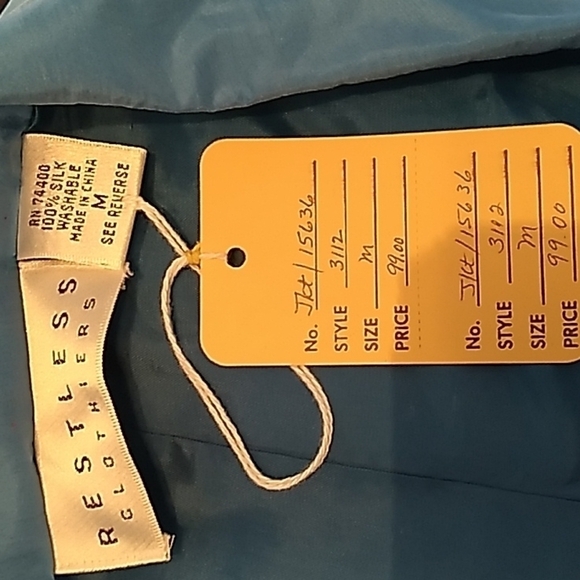 RN 74400
100% SILK
WASHABLE
MADE IN CHINA
M
SEE REVERSE
RESTLESS
CLOTHIERS
No. Jkt/15636
STYLE 3112
SIZE M
PRICE 99.00
No. Jkt/15636
STYLE 3112
SIZE M
PRICE 99.00